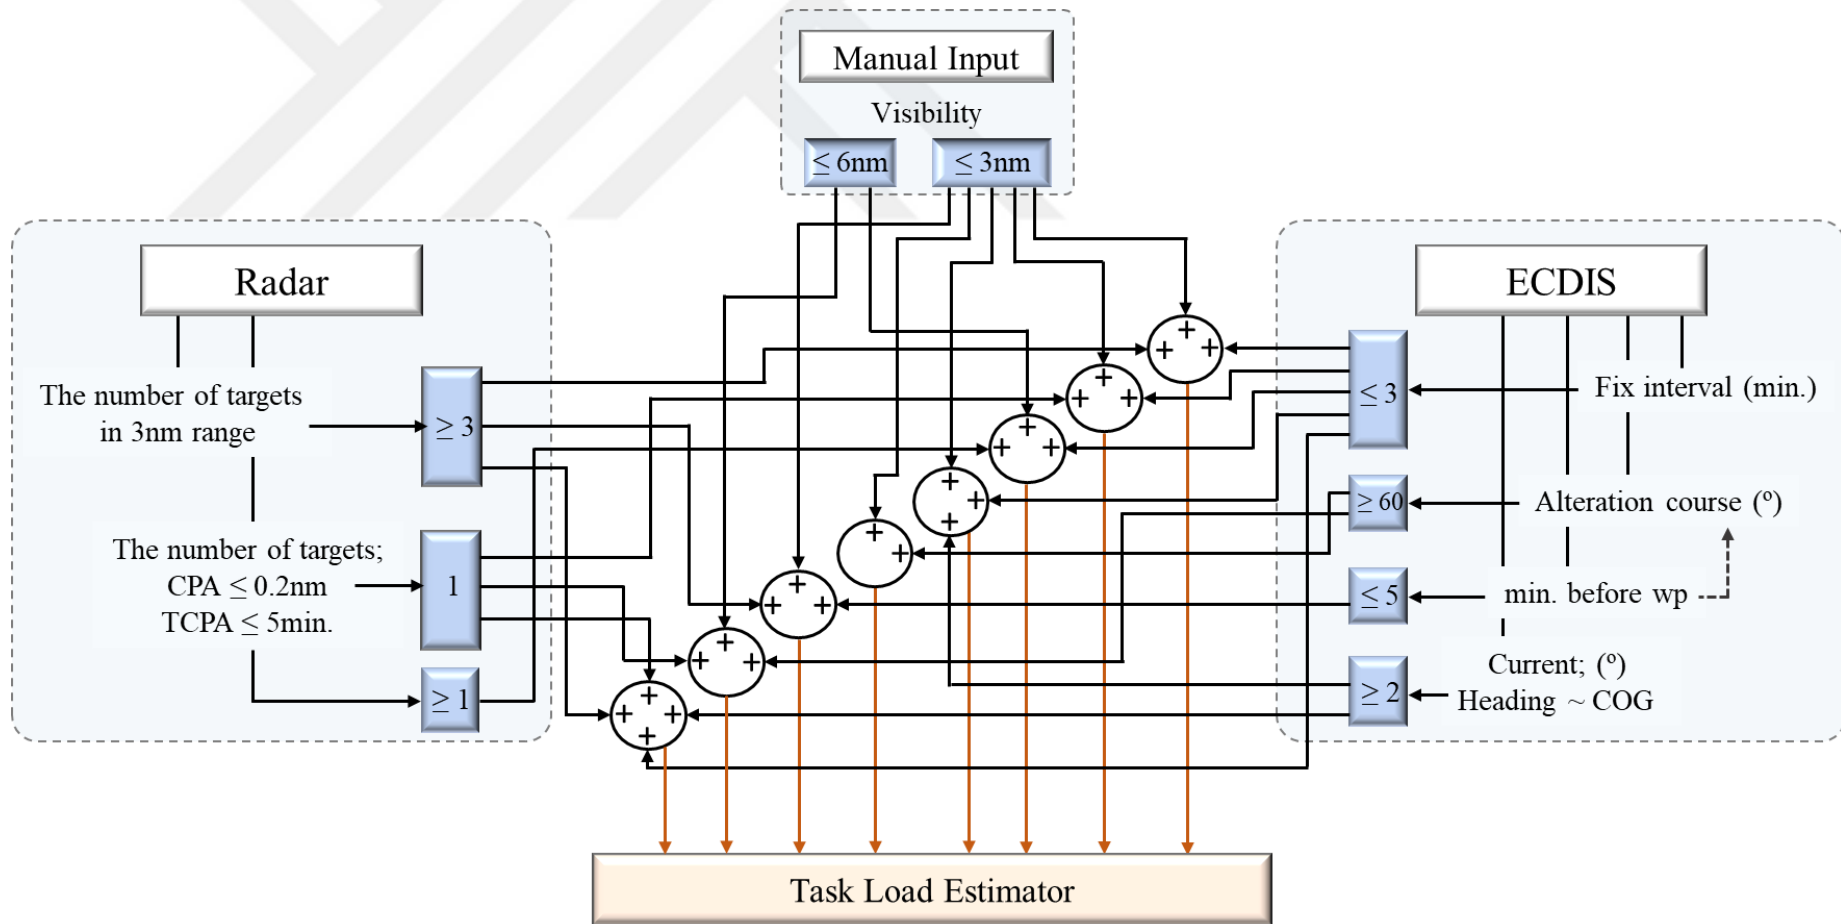 Manual Input
Visibility
≤ 6nm
≤ 3nm
Radar
The number of targets
in 3nm range
≥ 3
The number of targets;
CPA ≤ 0.2nm
TCPA ≤ 5min.
1
≥ 1
ECDIS
≤ 3
Fix interval (min.)
≥ 60
Alteration course (º)
≤ 5
min. before wp
≥ 2
Current; (º)
Heading ~ COG
+ + +
+ + +
+ + +
+ + +
+ +
+ + +
+ + +
+ + + +
Task Load Estimator